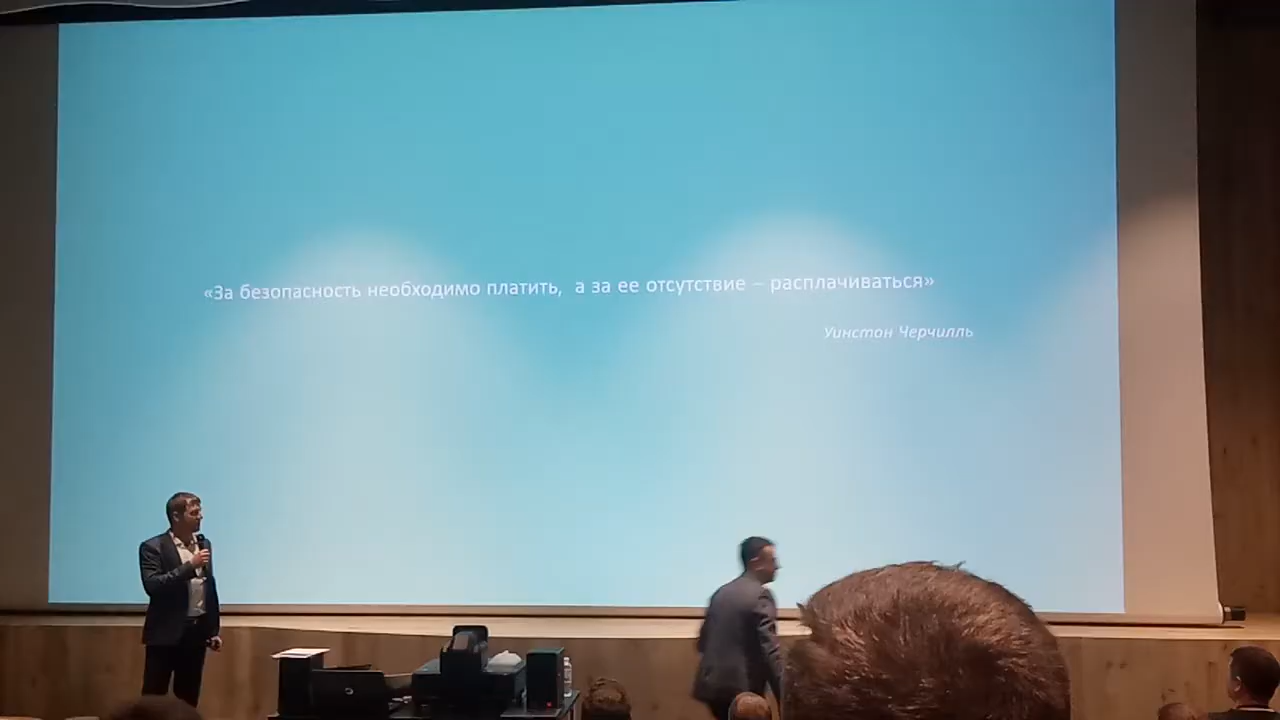 «За безопасность необходимо платить, а за ее отсутствие – расплачиваться»
Уинстон Черчилль